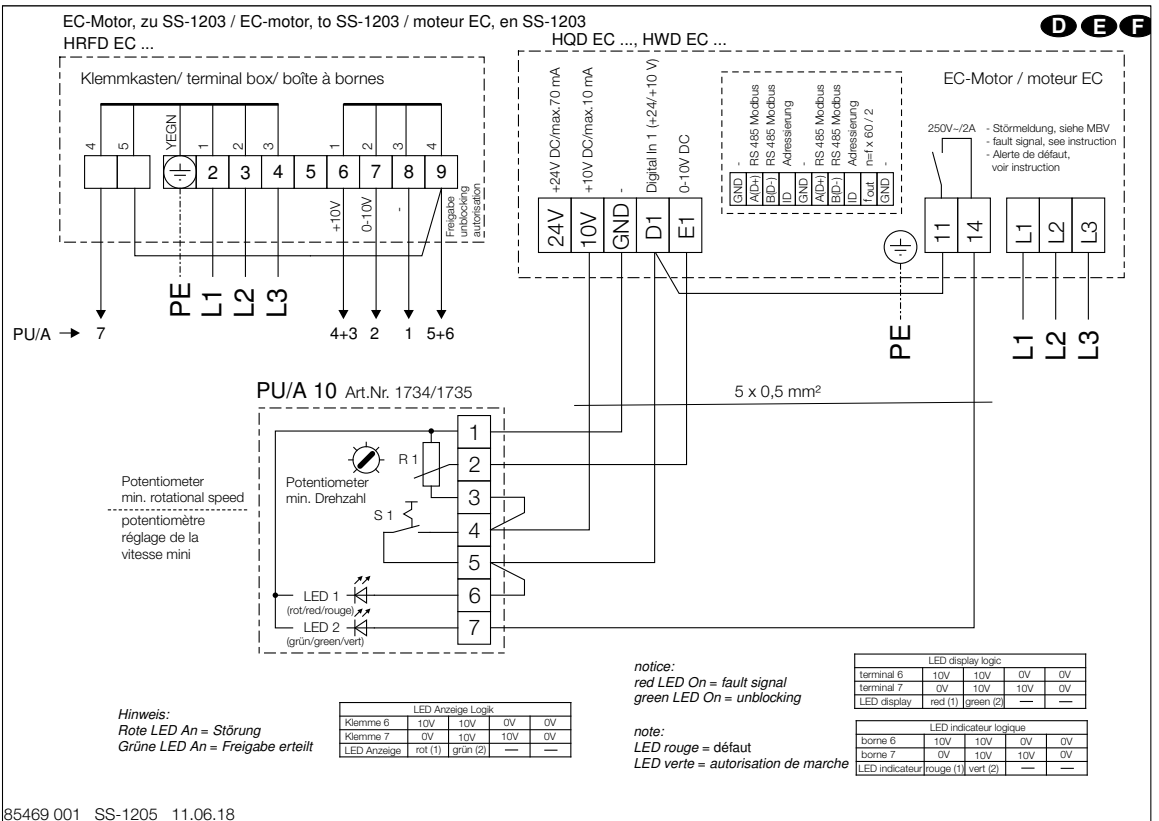 EC-Motor, zu SS-1203 / EC-motor, to SS-1203 / moteur EC, en SS-1203
D E F
HRFD EC ...
HQD EC ..., HWD EC ...
Klemmkasten/ terminal box/ boîte à bornes
4
5
YEGN
1
2
3
1
2
3
4
2
3
4
5
6
7
8
9
+10V
0-10V
-
Freigabe
unblocking
autorisation
PE
L1
L2
L3
PU/A
7
4+3
2
1
5+6
+24V DC/max.70 mA
+10V DC/max.10 mA
-
Digital In 1 (+24/+10 V)
0-10V DC
24V
10V
GND
D1
E1
-
RS 485 Modbus
RS 485 Modbus
Adressierung
-
RS 485 Modbus
RS 485 Modbus
Adressierung
n=f x 60 / 2
-
GND
A(D+)
B(D-)
ID
GND
A(D+)
B(D-)
ID
fout
GND
EC-Motor / moteur EC
250V~/2A
- Störmeldung, siehe MBV
- fault signal, see instruction
- Alerte de défaut,
voir instruction
11
14
L1
L2
L3
PE
L1
L2
L3
5 x 0,5 mm²
PU/A 10 Art.Nr. 1734/1735
1
2
3
4
5
6
7
R 1
Potentiometer
min. Drehzahl
S 1
Potentiometer
min. rotational speed
potentiomètre
réglage de la
vitesse mini
LED 1
(rot/red/rouge)
LED 2
(grün/green/vert)
Hinweis:
Rote LED An = Störung
Grüne LED An = Freigabe erteilt
LED Anzeige Logik
Klemme 6 10V 10V 0V 0V
Klemme 7 0V 10V 10V 0V
LED Anzeige rot (1) grün (2) — —
notice:
red LED On = fault signal
green LED On = unblocking
LED display logic
terminal 6 10V 10V 0V 0V
terminal 7 0V 10V 10V 0V
LED display red (1) green (2) — —
note:
LED rouge = défaut
LED verte = autorisation de marche
LED indicateur logique
borne 6 10V 10V 0V 0V
borne 7 0V 10V 10V 0V
LED indicateur rouge (1) vert (2) — —
85469 001 SS-1205 11.06.18